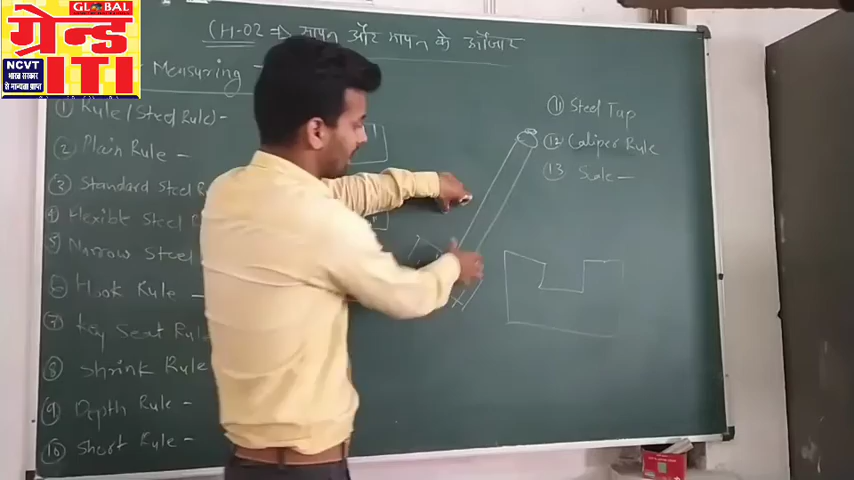 GLOBAL
ग्रेन्ड
NCVT
भारत सरकार
से मान्यता प्राप्त
ITI
CH-02 => मापन और मापन के औजार
Measuring
① Rule/(Steel Rule) -
② Plain Rule -
③ Standard Steel R
④ Flexible Steel R
⑤ Narrow Steel
⑥ Hook Rule -
⑦ Key Seat Rule
⑧ Shrink Rule
⑨ Depth Rule -
⑩ Short Rule -
⑪ Steel Tap
⑫ Caliper Rule
⑬ Scale -